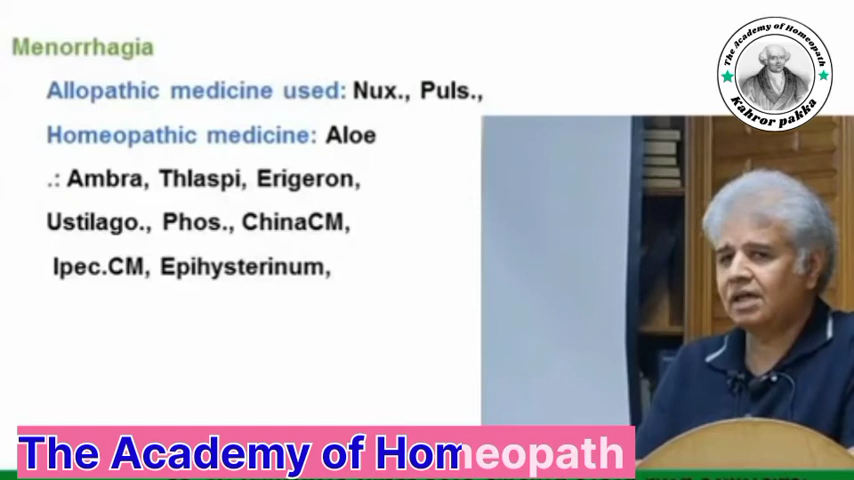 Menorrhagia
Allopathic medicine used: Nux., Puls.,
Homeopathic medicine: Aloe
.: Ambra, Thlaspi, Erigeron,
Ustilago., Phos., ChinaCM,
Ipec.CM, Epihysterinum,
The Academy of Homeopath
Kahror pakka
The Academy of Homeopath